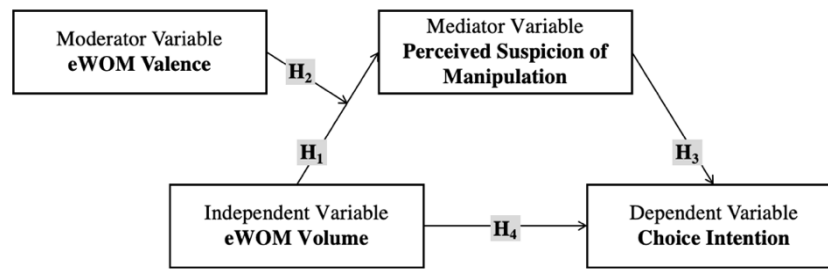 Moderator Variable
eWOM Valence
Mediator Variable
Perceived Suspicion of
Manipulation
H2
H1
H3
Independent Variable
eWOM Volume
H4
Dependent Variable
Choice Intention